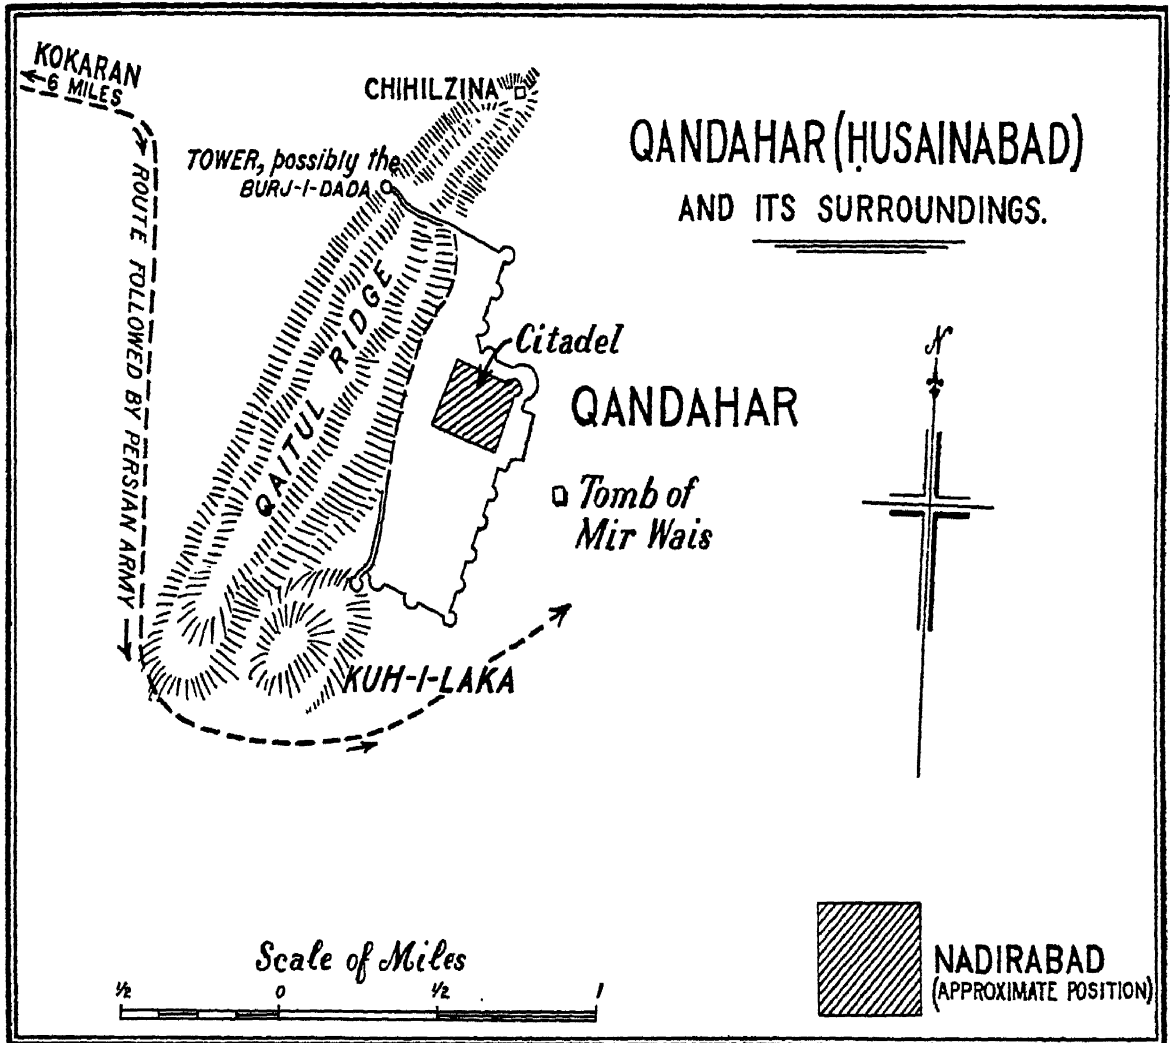 KOKARAN
6 MILES
CHIHILZINA
TOWER, possibly the
BURJ-I-DADA
QANDAHAR (ḤUSAINABAD)
AND ITS SURROUNDINGS.
ROUTE FOLLOWED BY PERSIAN ARMY
QAITUL RIDGE
Citadel
QANDAHAR
N
Tomb of
Mir Wais
KUH-I-LAKA
Scale of Miles
½ 0 ½ 1
NADIRABAD
(APPROXIMATE POSITION)